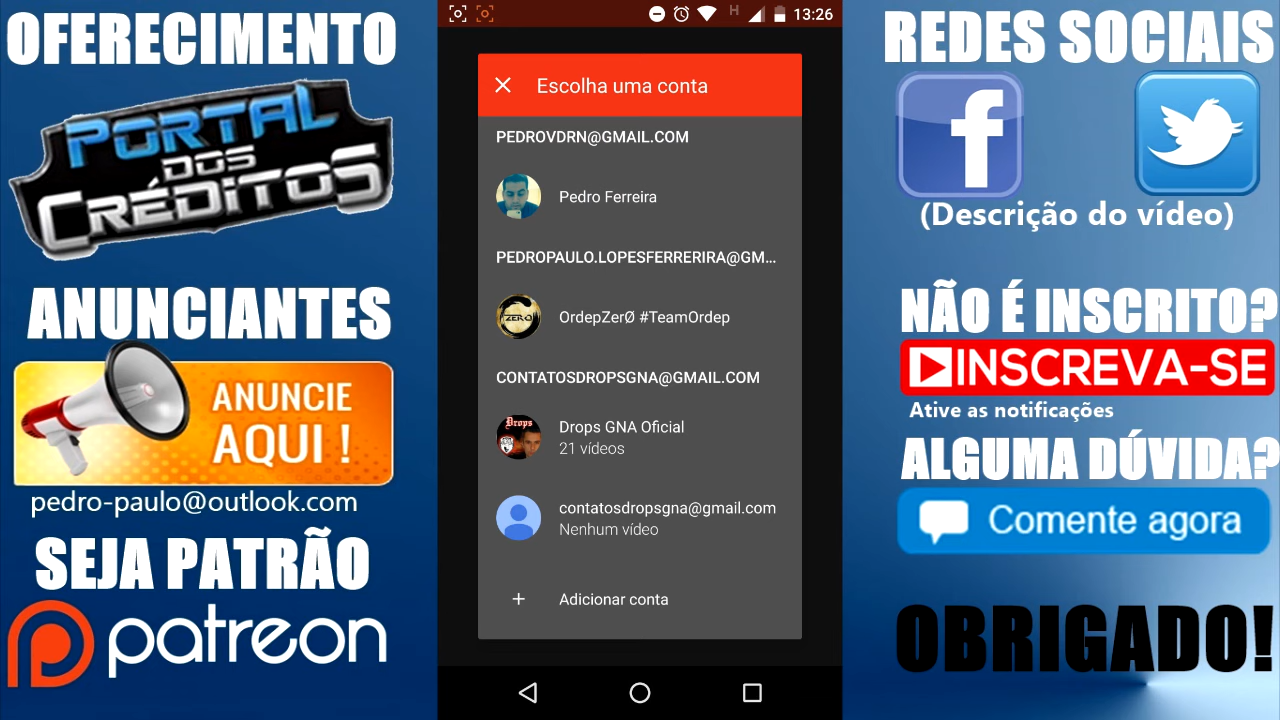 OFERECIMENTO
PORTAL
DOS
CRÉDITOS
ANUNCIANTES
ANUNCIE
AQUI !
pedro-paulo@outlook.com
SEJA PATRÃO
patreon
H
13:26
Escolha uma conta
PEDROVDRN@GMAIL.COM
Pedro Ferreira
PEDROPAULO.LOPESFERRERIRA@GM...
ZERO
OrdepZerØ #TeamOrdep
CONTATOSDROPSGNA@GMAIL.COM
Drops
Drops GNA Oficial
21 vídeos
contatosdropsgna@gmail.com
Nenhum vídeo
+ Adicionar conta
REDES SOCIAIS
f
(Descrição do vídeo)
NÃO É INSCRITO?
INSCREVA-SE
Ative as notificações
ALGUMA DÚVIDA?
Comente agora
OBRIGADO!